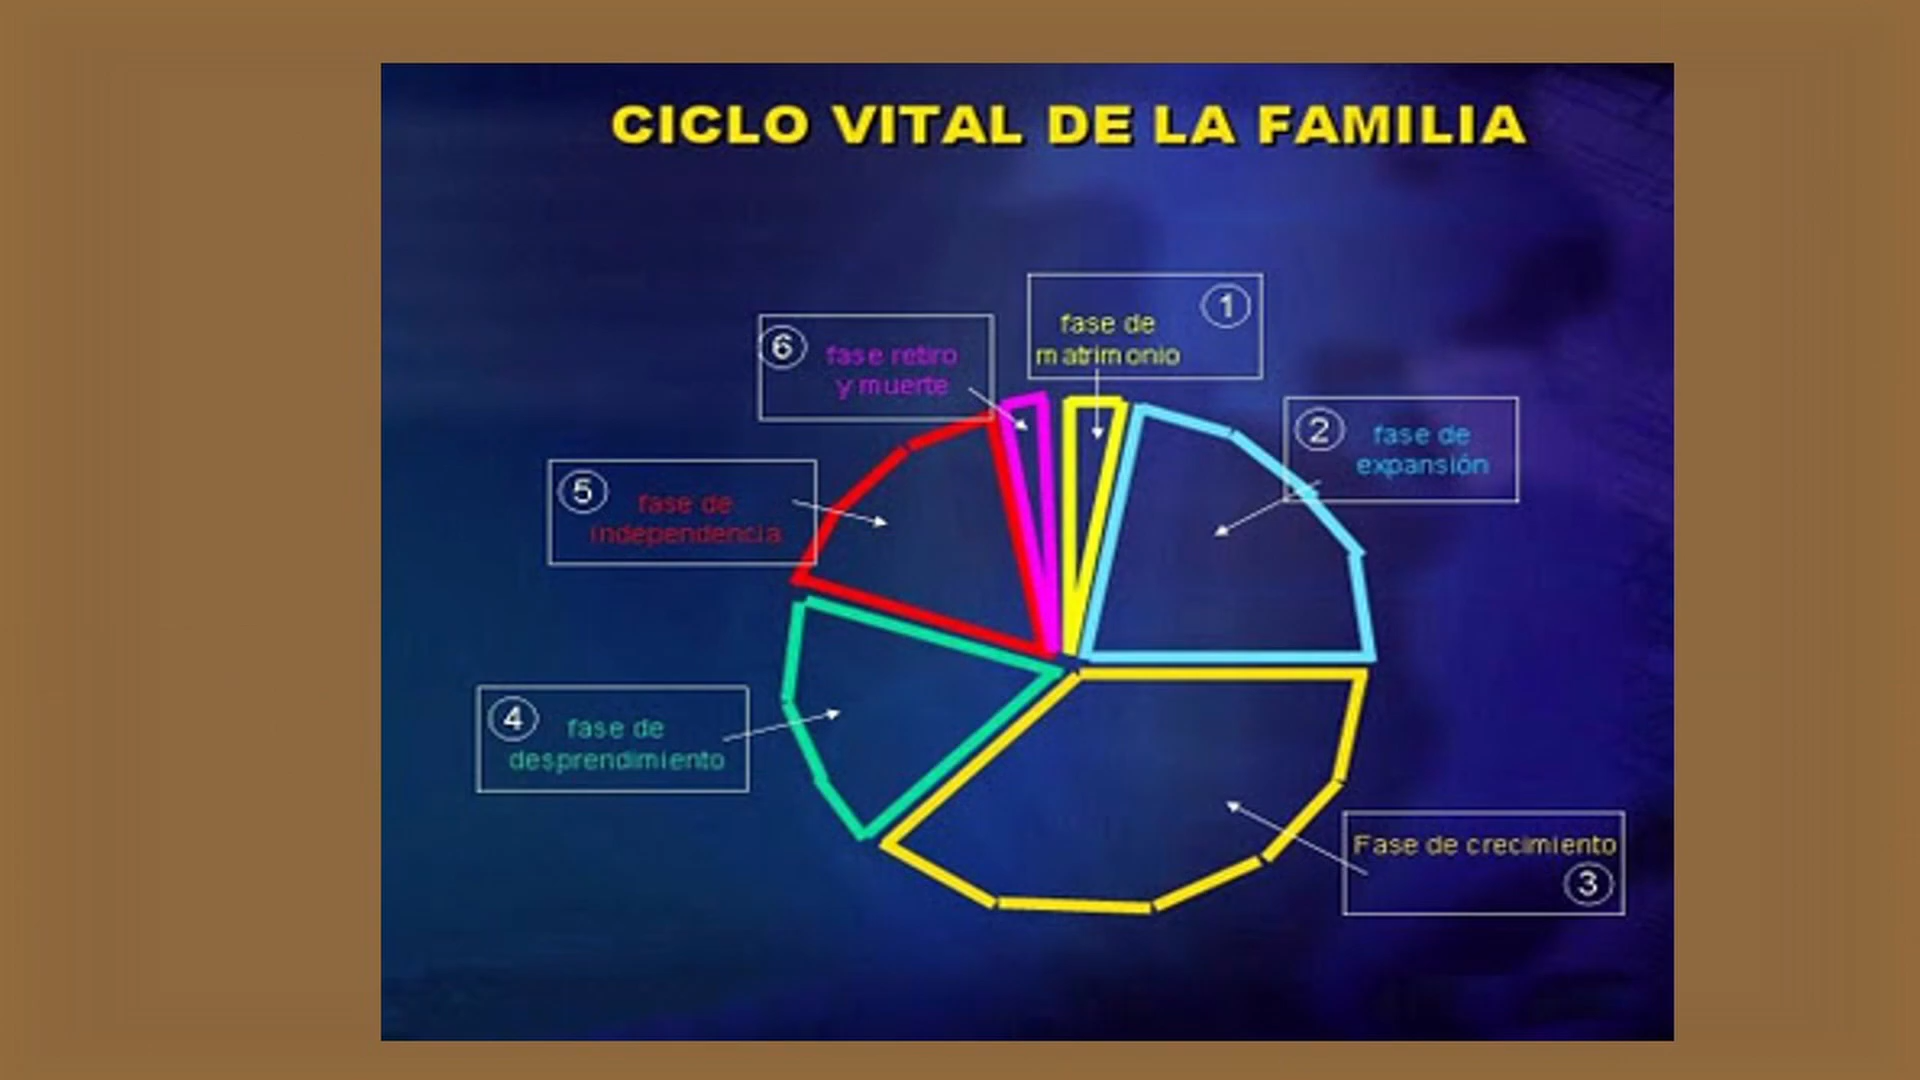 CICLO VITAL DE LA FAMILIA
1
fase de
matrimonio
2
fase de
expansión
Fase de crecimiento
3
4
fase de
desprendimiento
5
fase de
independencia
6
fase retiro
y muerte